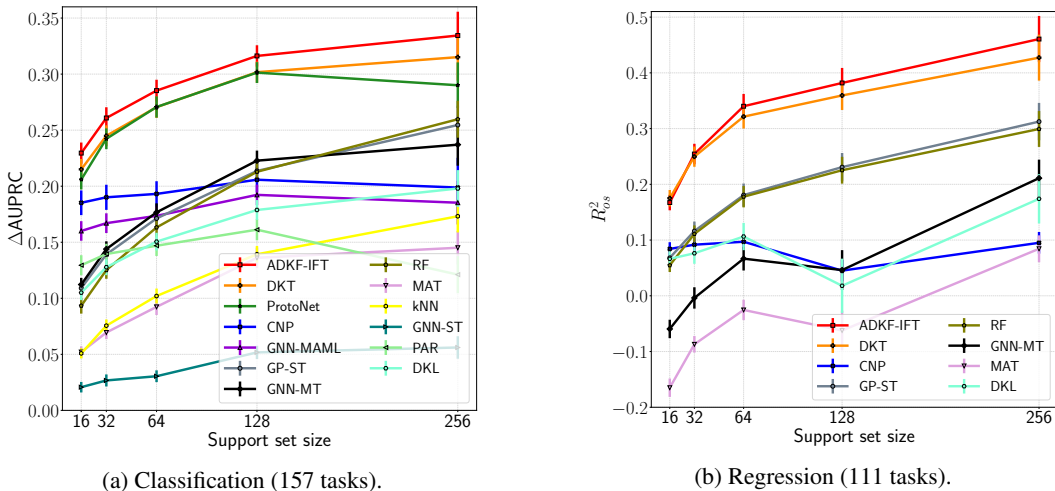 0.35
0.30
0.25
0.20
0.15
0.10
0.05
0.00
ΔAUPRC
16 32 64 128 256
Support set size
ADKF-IFT
DKT
ProtoNet
CNP
GNN-MAML
GP-ST
GNN-MT
RF
MAT
kNN
GNN-ST
PAR
DKL
(a) Classification (157 tasks).
0.5
0.4
0.3
0.2
0.1
0.0
−0.1
−0.2
R²os
16 32 64 128 256
Support set size
ADKF-IFT
DKT
CNP
GP-ST
RF
GNN-MT
MAT
DKL
(b) Regression (111 tasks).